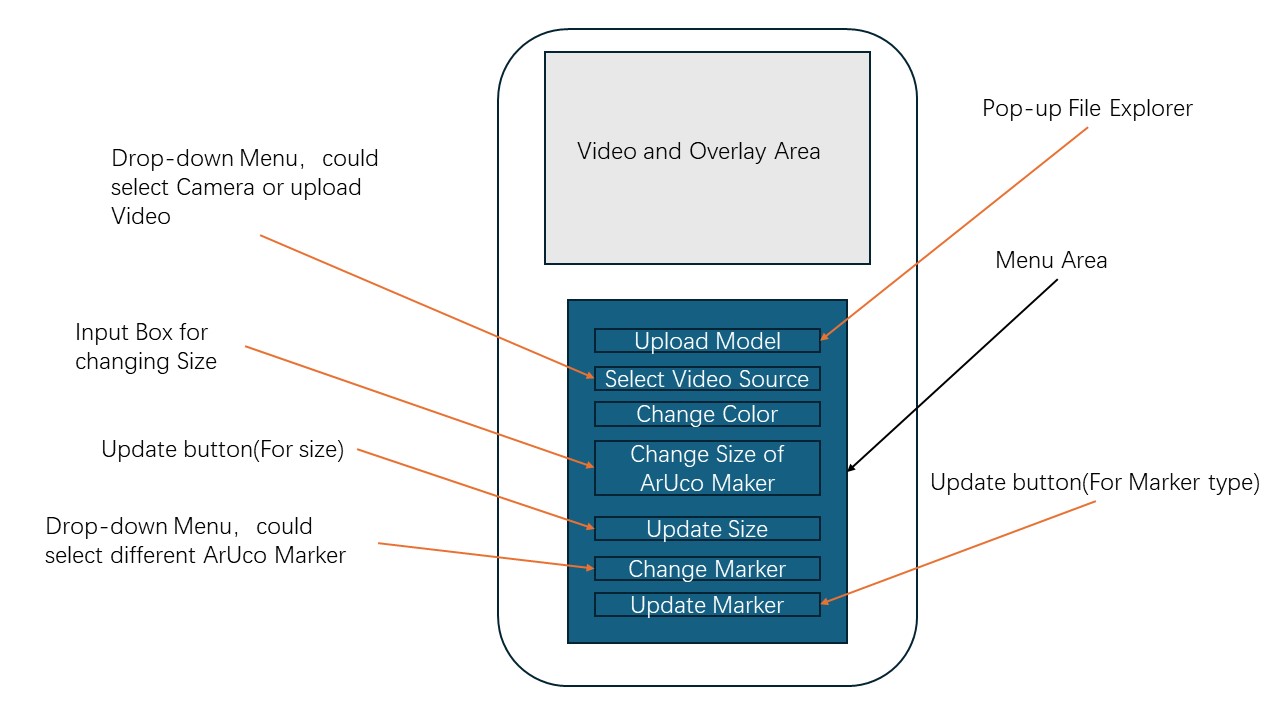 Pop-up File Explorer
Video and Overlay Area
Drop-down Menu， could
select Camera or upload
Video
Menu Area
Input Box for
changing Size
Upload Model
Select Video Source
Change Color
Change Size of
ArUco Maker
Update button(For size)
Update button(For Marker type)
Drop-down Menu， could
select different ArUco Marker
Update Size
Change Marker
Update Marker